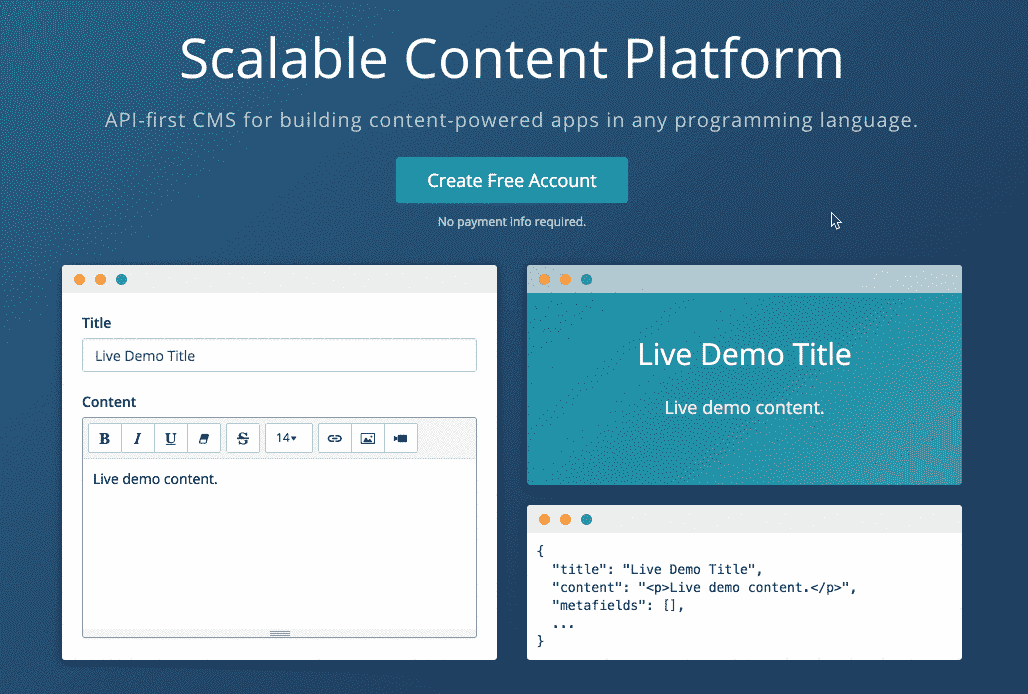 Scalable Content Platform
API-first CMS for building content-powered apps in any programming language.
Create Free Account
No payment info required.
Title
Live Demo Title
Content
B I U S 14
Live demo content.
Live Demo Title
Live demo content.
{
"title": "Live Demo Title",
"content": "<p>Live demo content.</p>",
"metafields": [],
...
}